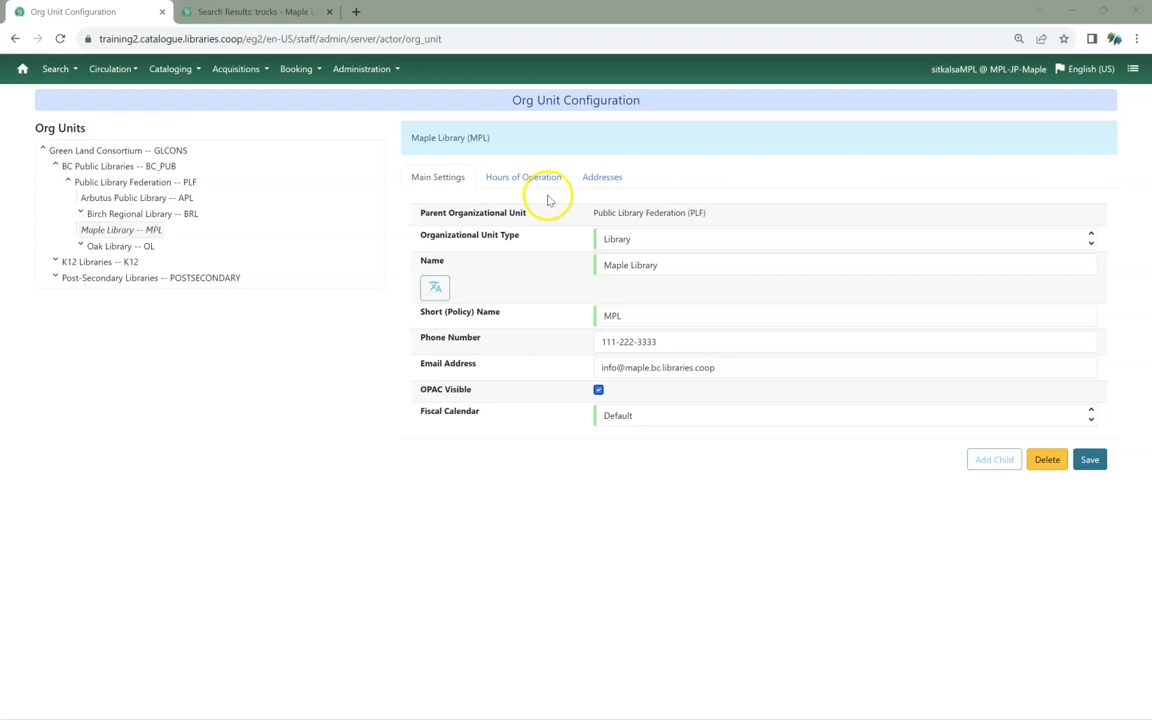 Org Unit Configuration
Search Results: trucks - Maple L
training2.catalogue.libraries.coop/eg2/en-US/staff/admin/server/actor/org_unit
Search Circulation Cataloging Acquisitions Booking Administration sitkalsaMPL @ MPL-JP-Maple English (US)
Org Unit Configuration
Org Units
Green Land Consortium -- GLCONS
BC Public Libraries -- BC_PUB
Public Library Federation -- PLF
Arbutus Public Library -- APL
Birch Regional Library -- BRL
Maple Library -- MPL
Oak Library -- OL
K12 Libraries -- K12
Post-Secondary Libraries -- POSTSECONDARY
Maple Library (MPL)
Main Settings Hours of Operation Addresses
Parent Organizational Unit Public Library Federation (PLF)
Organizational Unit Type Library
Name Maple Library
Short (Policy) Name MPL
Phone Number 111-222-3333
Email Address info@maple.bc.libraries.coop
OPAC Visible
Fiscal Calendar Default
Add Child Delete Save